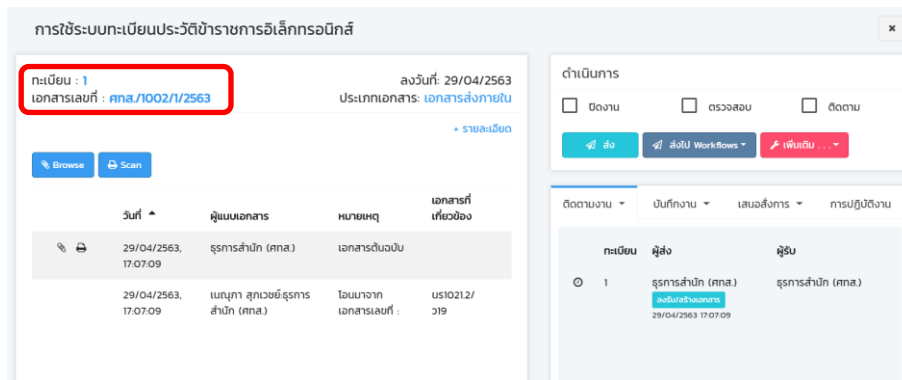 การใช้ระบบทะเบียนประวัติข้าราชการอิเล็กทรอนิกส์
×
ทะเบียน : 1
ลงวันที่: 29/04/2563
เอกสารเลขที่ : ศทส./1002/1/2563
ประเภทเอกสาร: เอกสารส่งภายใน
+ รายละเอียด
Browse
Scan
วันที่
ผู้แนบเอกสาร
หมายเหตุ
เอกสารที่
เกี่ยวข้อง
29/04/2563,
17:07:09
ธุรการสำนัก (ศทส.)
เอกสารต้นฉบับ
29/04/2563,
17:07:09
เนญภา สุภเวชย์:ธุรการ
สำนัก (ศทส.)
โอนมาจาก
เอกสารเลขที่ :
นร1021.2/
ว19
ดำเนินการ
ปิดงาน
ตรวจสอบ
ติดตาม
ส่ง
ส่งไป Workflows
เพิ่มเติม . . .
ติดตามงาน
บันทึกงาน
เสนอสั่งการ
การปฏิบัติงาน
ทะเบียน
ผู้ส่ง
ผู้รับ
1
ธุรการสำนัก (ศทส.)
ธุรการสำนัก (ศทส.)
ลงรับ/สร้างเอกสาร
29/04/2563 17:07:09